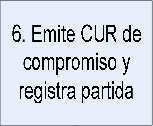 6. Emite CUR de
compromiso y
registra partida